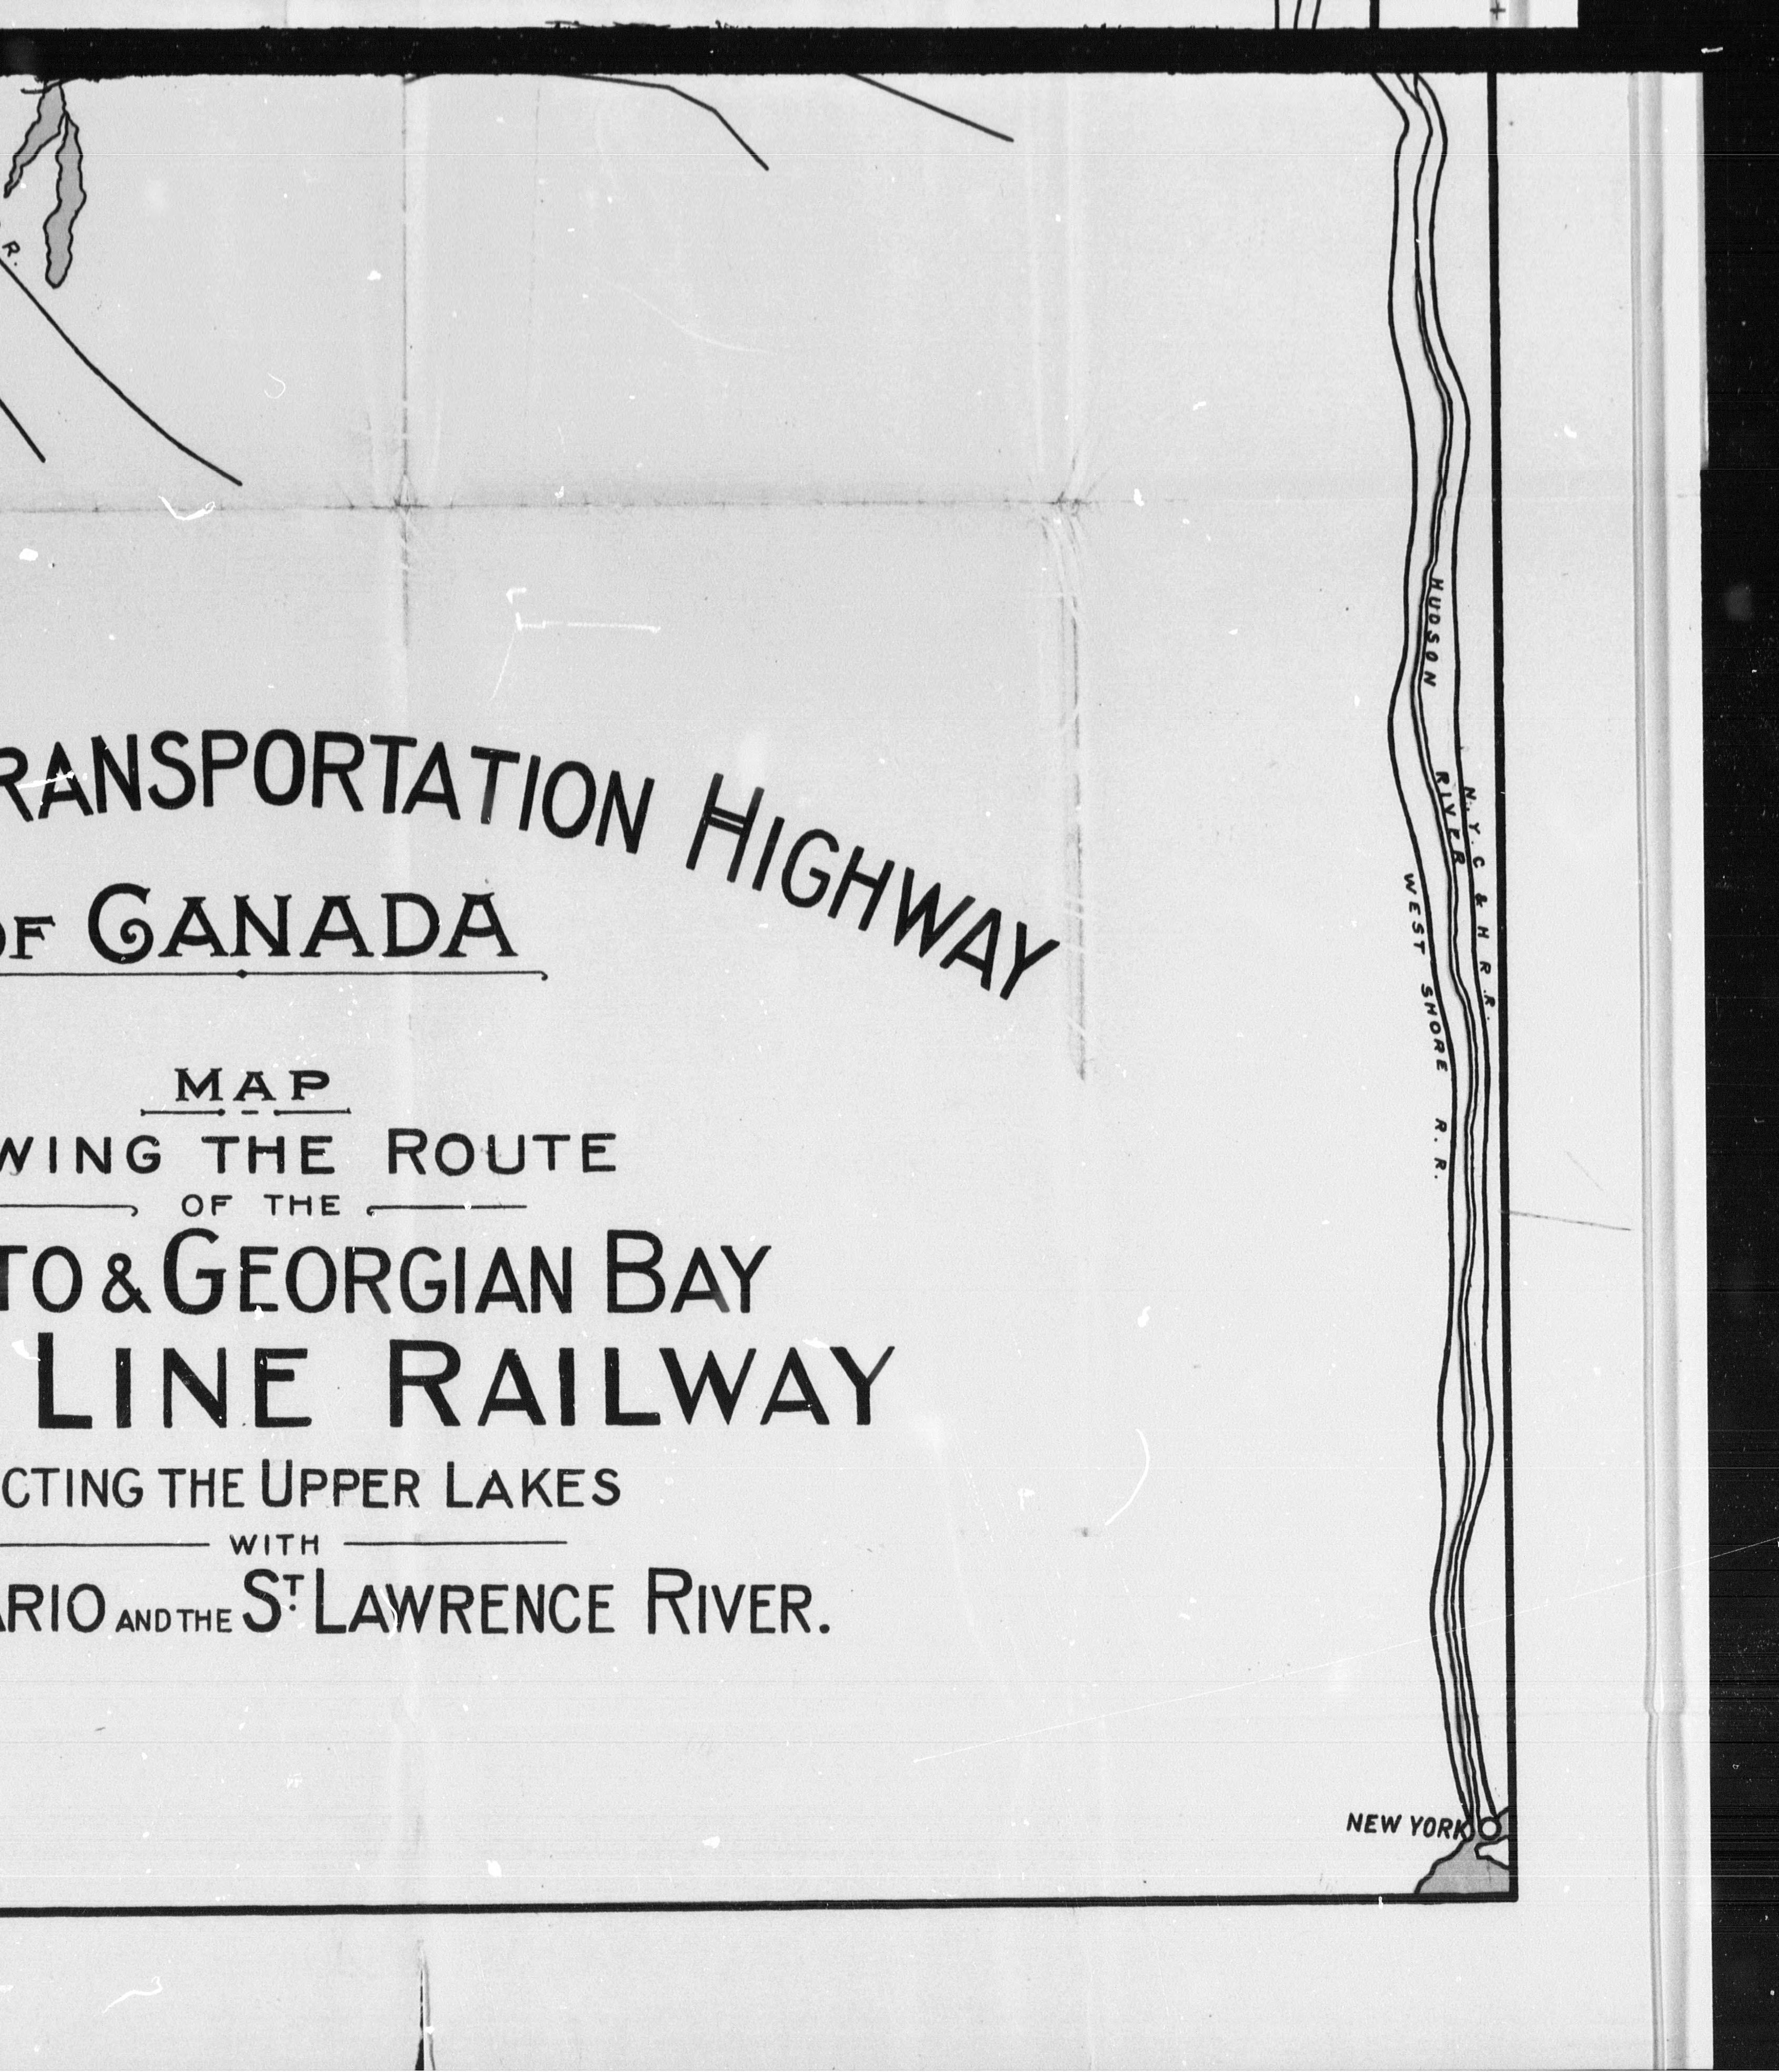 R.
RANSPORTATION HIGHWAY
OF CANADA
MAP
WING THE ROUTE
OF THE
TO & GEORGIAN BAY
LINE RAILWAY
CTING THE UPPER LAKES
WITH
ARIO AND THE ST. LAWRENCE RIVER.
HUDSON RIVER
N.Y.C & H R R.
WEST SHORE R.R.
NEW YORK